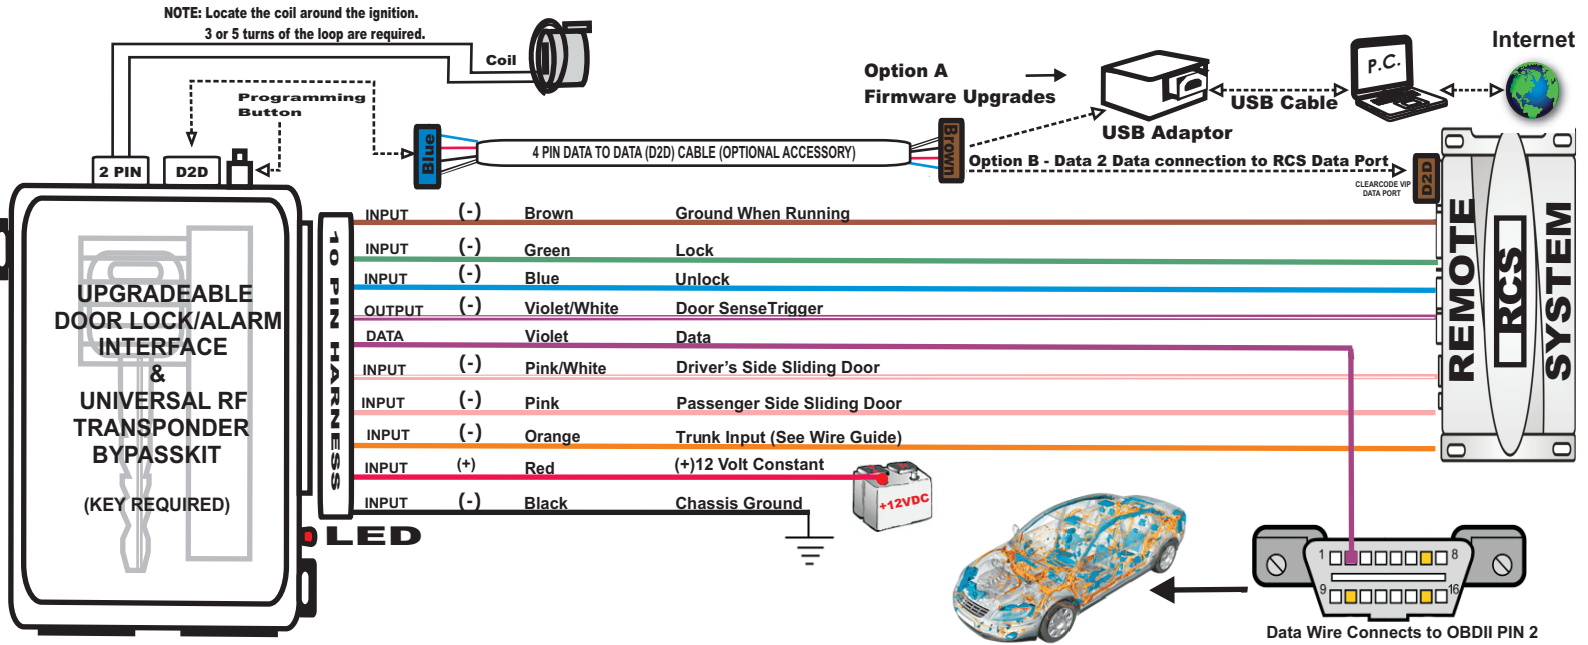 NOTE: Locate the coil around the ignition.
3 or 5 turns of the loop are required.
Coil
Programming
Button
2 PIN
D2D
Blue
4 PIN DATA TO DATA (D2D) CABLE (OPTIONAL ACCESSORY)
Brown
Option A
Firmware Upgrades
USB Adaptor
USB Cable
P.C.
Internet
Option B - Data 2 Data connection to RCS Data Port
CLEARCODE VIP
DATA PORT
D2D
UPGRADEABLE
DOOR LOCK/ALARM
INTERFACE
&
UNIVERSAL RF
TRANSPONDER
BYPASSKIT
(KEY REQUIRED)
10 PIN HARNESS
LED
INPUT (-) Brown Ground When Running
INPUT (-) Green Lock
INPUT (-) Blue Unlock
OUTPUT (-) Violet/White Door SenseTrigger
DATA Violet Data
INPUT (-) Pink/White Driver's Side Sliding Door
INPUT (-) Pink Passenger Side Sliding Door
INPUT (-) Orange Trunk Input (See Wire Guide)
INPUT (+) Red (+)12 Volt Constant
INPUT (-) Black Chassis Ground
+12VDC
REMOTE
RCS
SYSTEM
1
8
9
16
Data Wire Connects to OBDII PIN 2